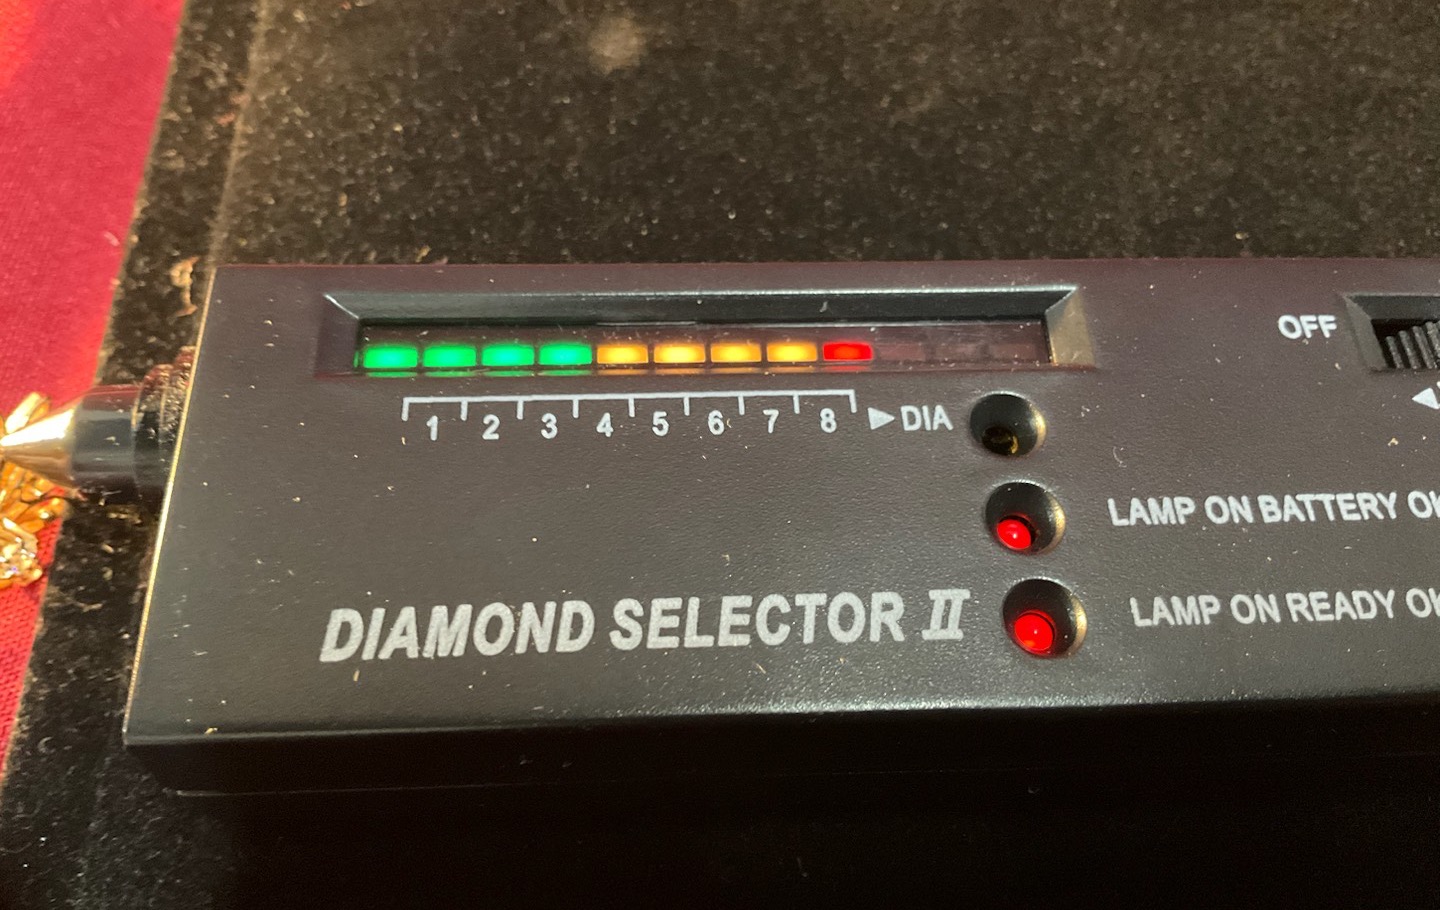 OFF
1 2 3 4 5 6 7 8 ▶DIA
LAMP ON BATTERY
DIAMOND SELECTOR II
LAMP ON READY